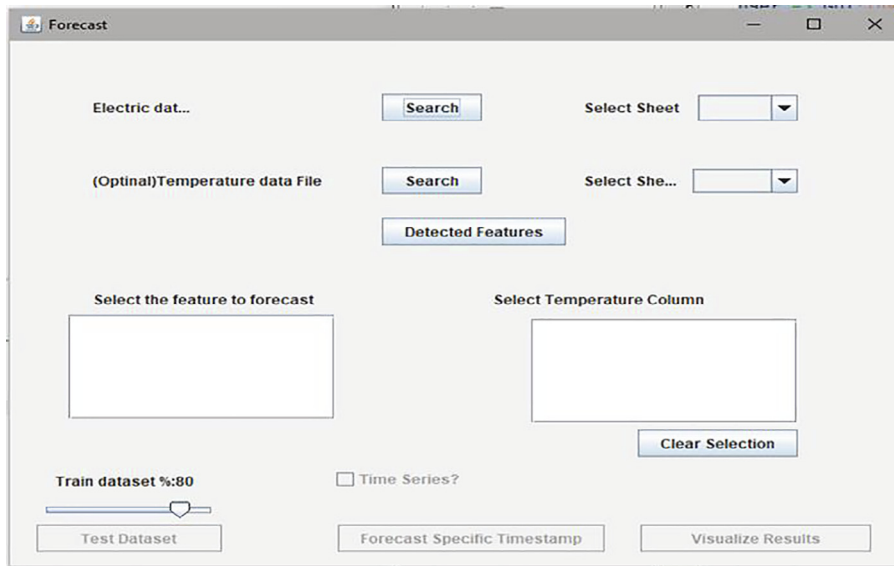 Forecast
Electric dat... Search Select Sheet
(Optinal)Temperature data File Search Select She...
Detected Features
Select the feature to forecast Select Temperature Column
Clear Selection
Train dataset %:80 Time Series?
Test Dataset Forecast Specific Timestamp Visualize Results